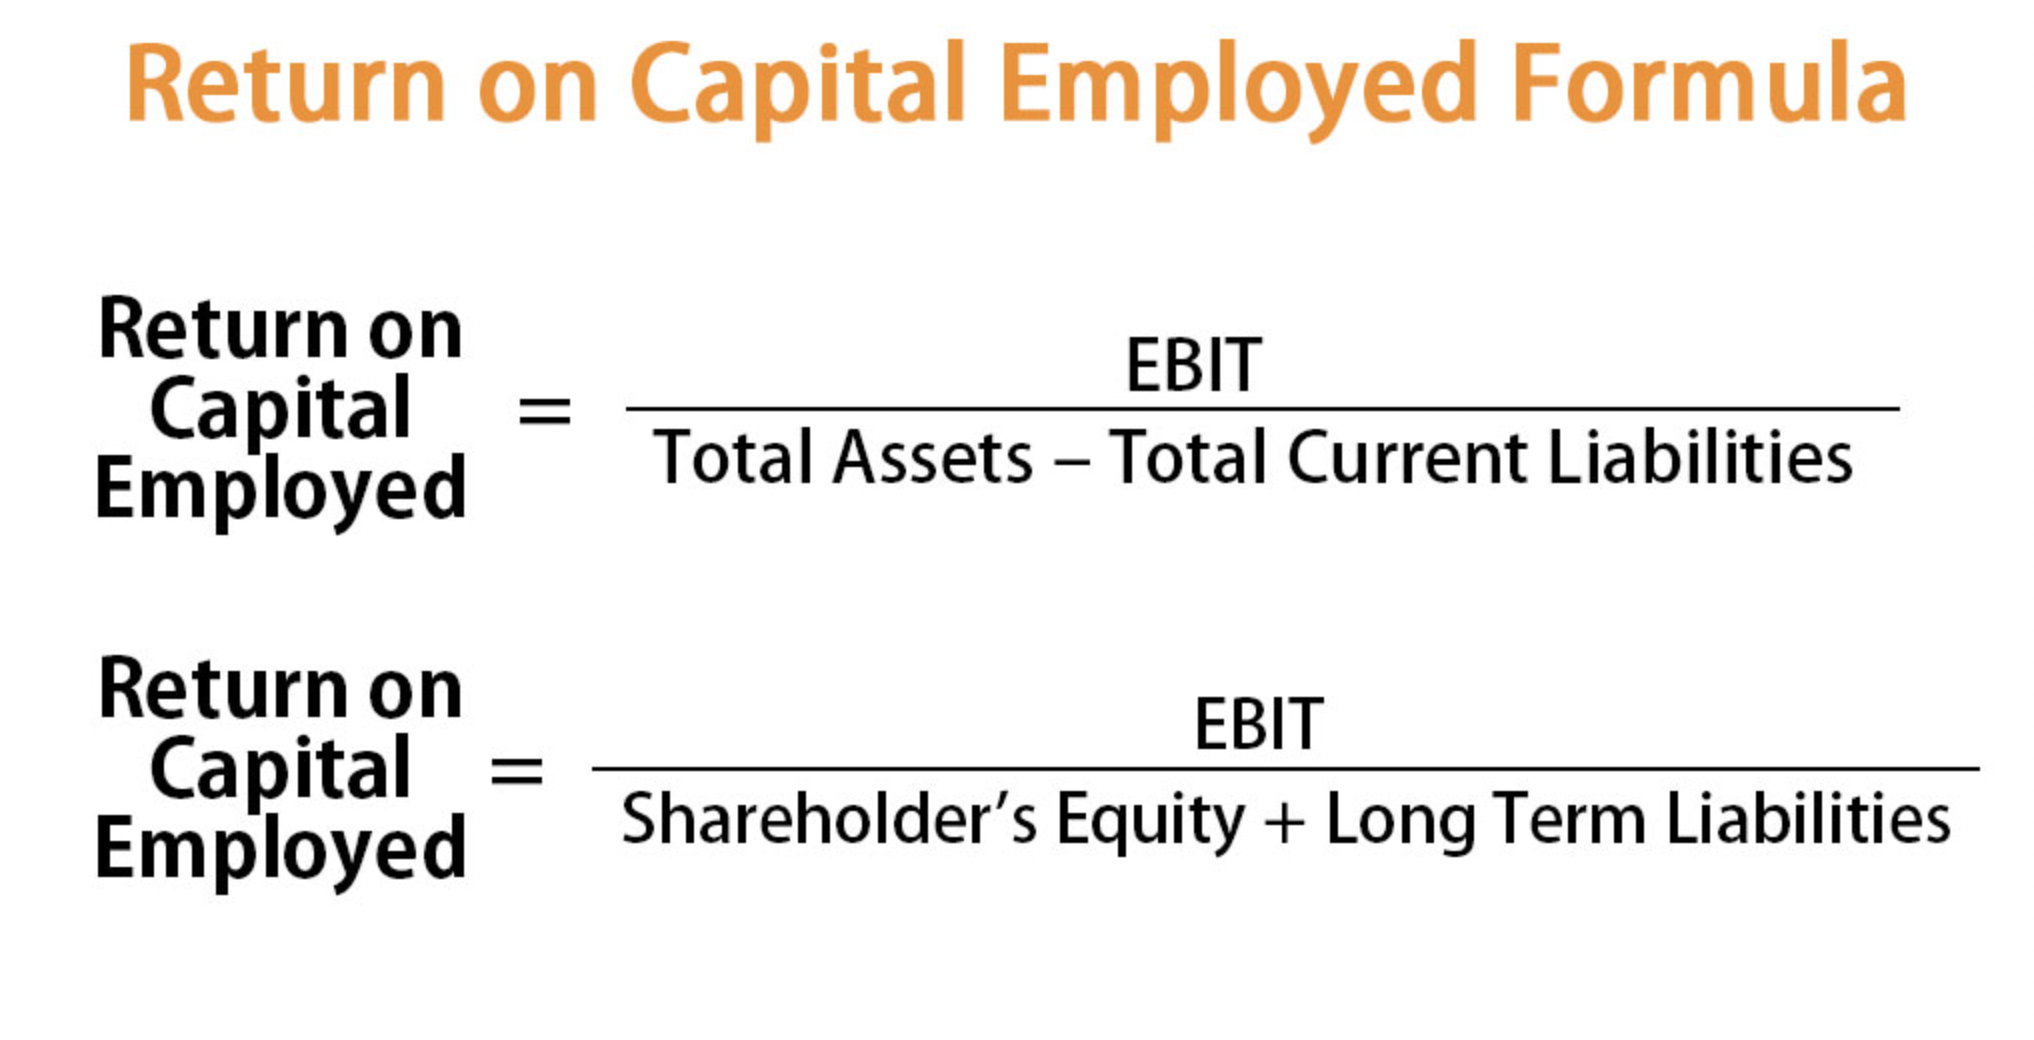 Return on Capital Employed Formula
Return on
Capital
Employed
=
EBIT
Total Assets – Total Current Liabilities
Return on
Capital
Employed
=
EBIT
Shareholder’s Equity + Long Term Liabilities